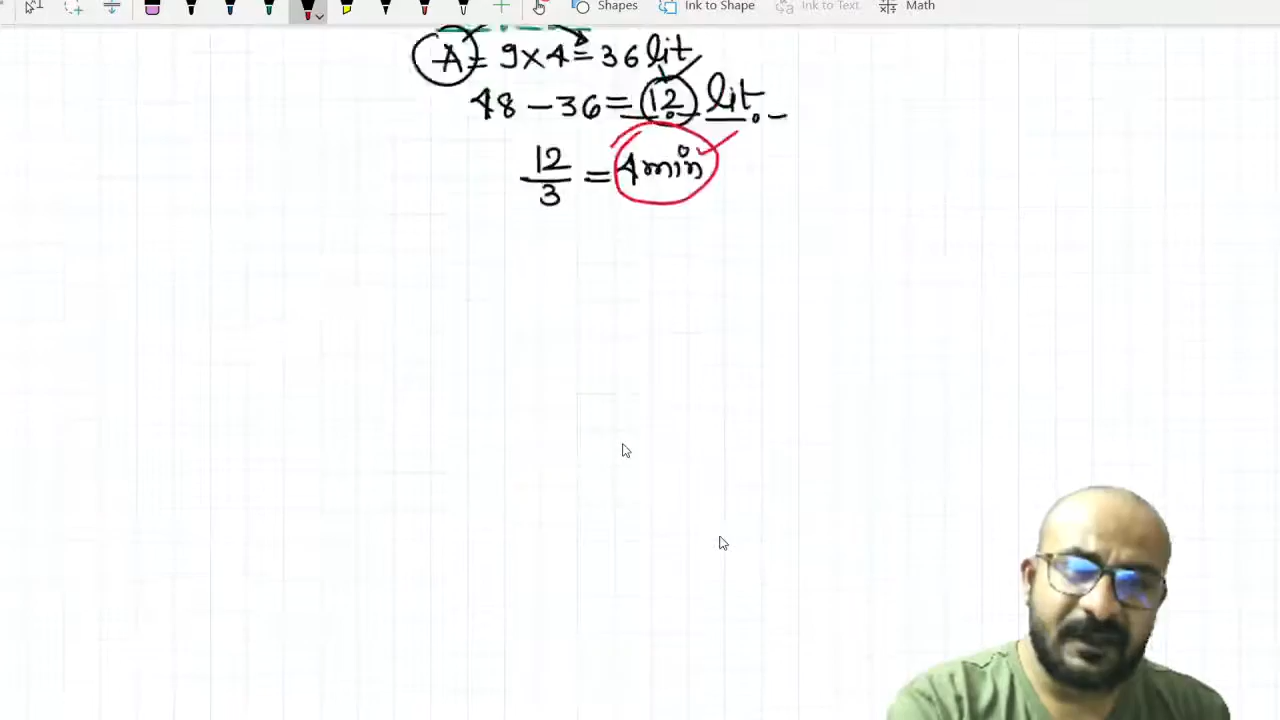 Shapes Ink to Shape Ink to Text Math
A = 9×4 = 36 lit
48 - 36 = 12 lit.
12/3 = 4 min